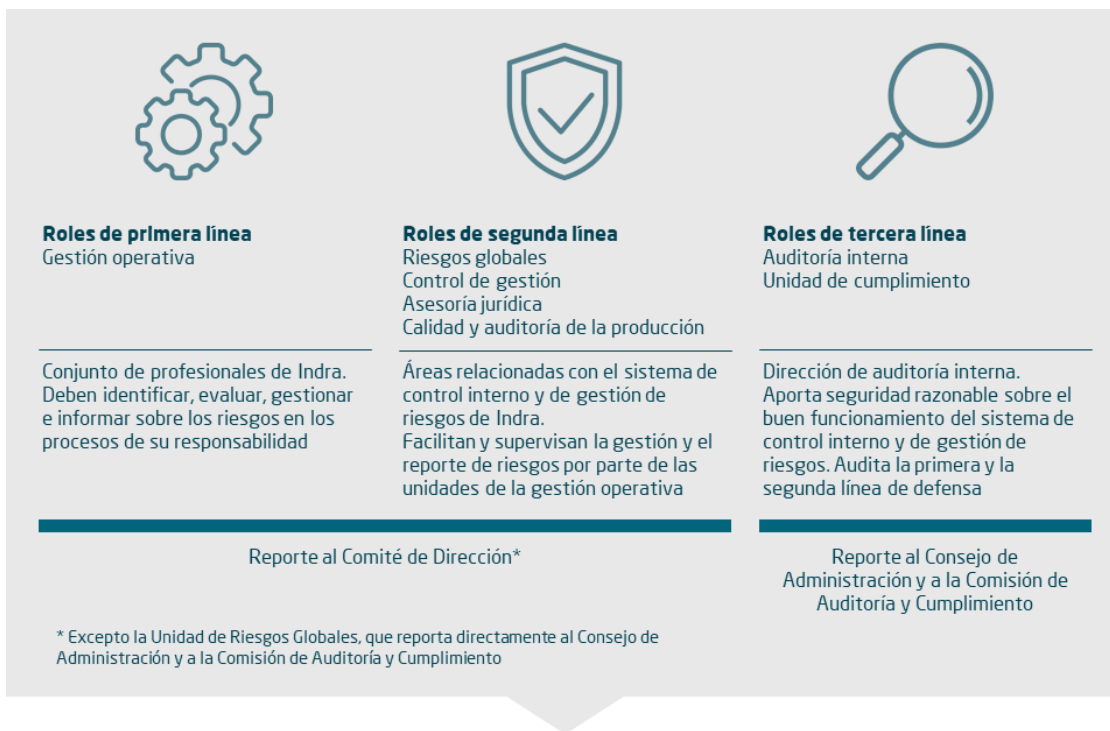 Roles de primera línea
Gestión operativa
Roles de segunda línea
Riesgos globales
Control de gestión
Asesoría jurídica
Calidad y auditoría de la producción
Roles de tercera línea
Auditoría interna
Unidad de cumplimiento
Conjunto de profesionales de Indra.
Deben identificar, evaluar, gestionar
e informar sobre los riesgos en los
procesos de su responsabilidad
Áreas relacionadas con el sistema de
control interno y de gestión de
riesgos de Indra.
Facilitan y supervisan la gestión y el
reporte de riesgos por parte de las
unidades de la gestión operativa
Dirección de auditoría interna.
Aporta seguridad razonable sobre el
buen funcionamiento del sistema de
control interno y de gestión de
riesgos. Audita la primera y la
segunda línea de defensa
Reporte al Comité de Dirección*
Reporte al Consejo de
Administración y a la Comisión de
Auditoría y Cumplimiento
* Excepto la Unidad de Riesgos Globales, que reporta directamente al Consejo de
Administración y a la Comisión de Auditoría y Cumplimiento